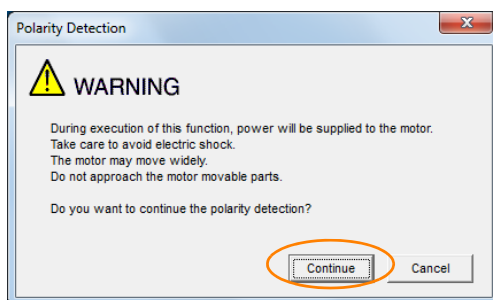 Polarity Detection
WARNING
During execution of this function, power will be supplied to the motor.
Take care to avoid electric shock.
The motor may move widely.
Do not approach the motor movable parts.
Do you want to continue the polarity detection?
Continue
Cancel